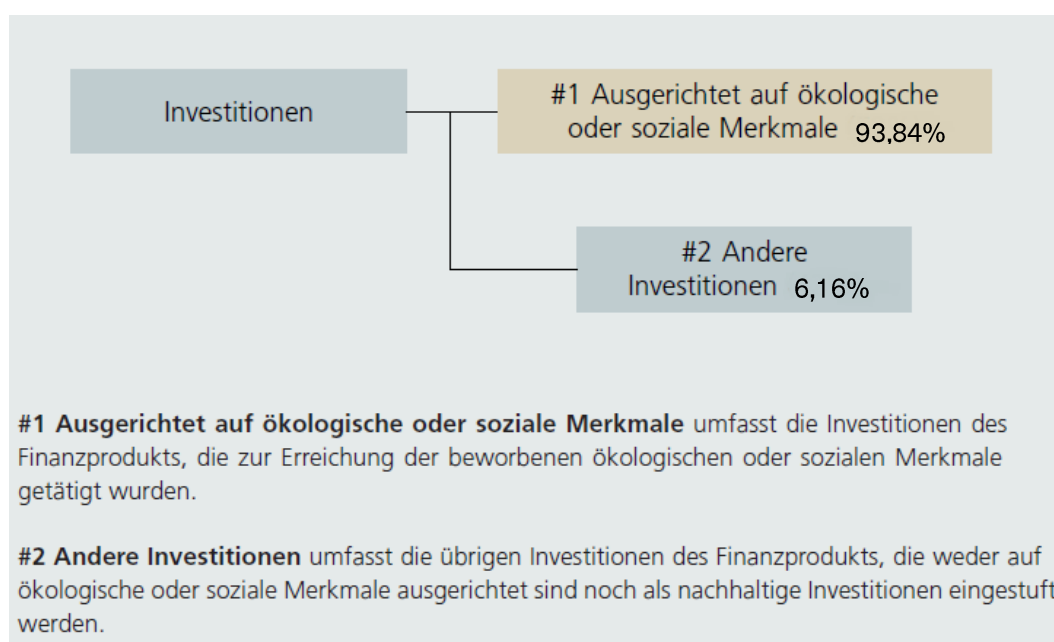 Investitionen
#1 Ausgerichtet auf ökologische
oder soziale Merkmale 93,84%
#2 Andere
Investitionen 6,16%
#1 Ausgerichtet auf ökologische oder soziale Merkmale umfasst die Investitionen des
Finanzprodukts, die zur Erreichung der beworbenen ökologischen oder sozialen Merkmale
getätigt wurden.
#2 Andere Investitionen umfasst die übrigen Investitionen des Finanzprodukts, die weder auf
ökologische oder soziale Merkmale ausgerichtet sind noch als nachhaltige Investitionen eingestuft
werden.